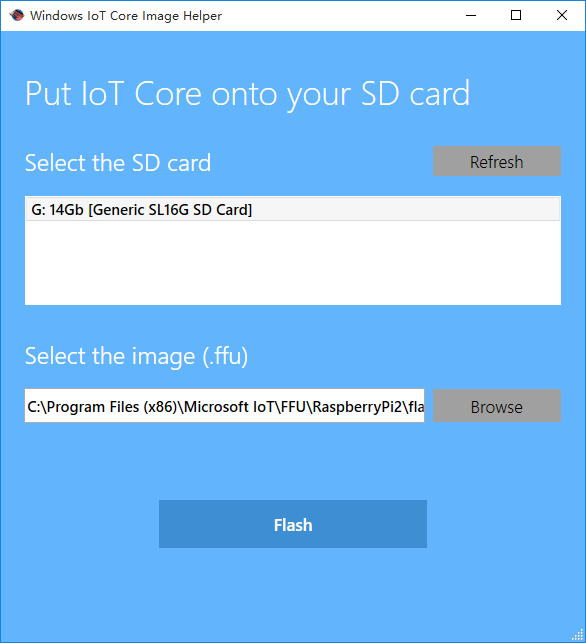 Windows IoT Core Image Helper
Put IoT Core onto your SD card
Select the SD card
Refresh
G: 14Gb [Generic SL16G SD Card]
Select the image (.ffu)
C:\Program Files (x86)\Microsoft IoT\FFU\RaspberryPi2\fla
Browse
Flash